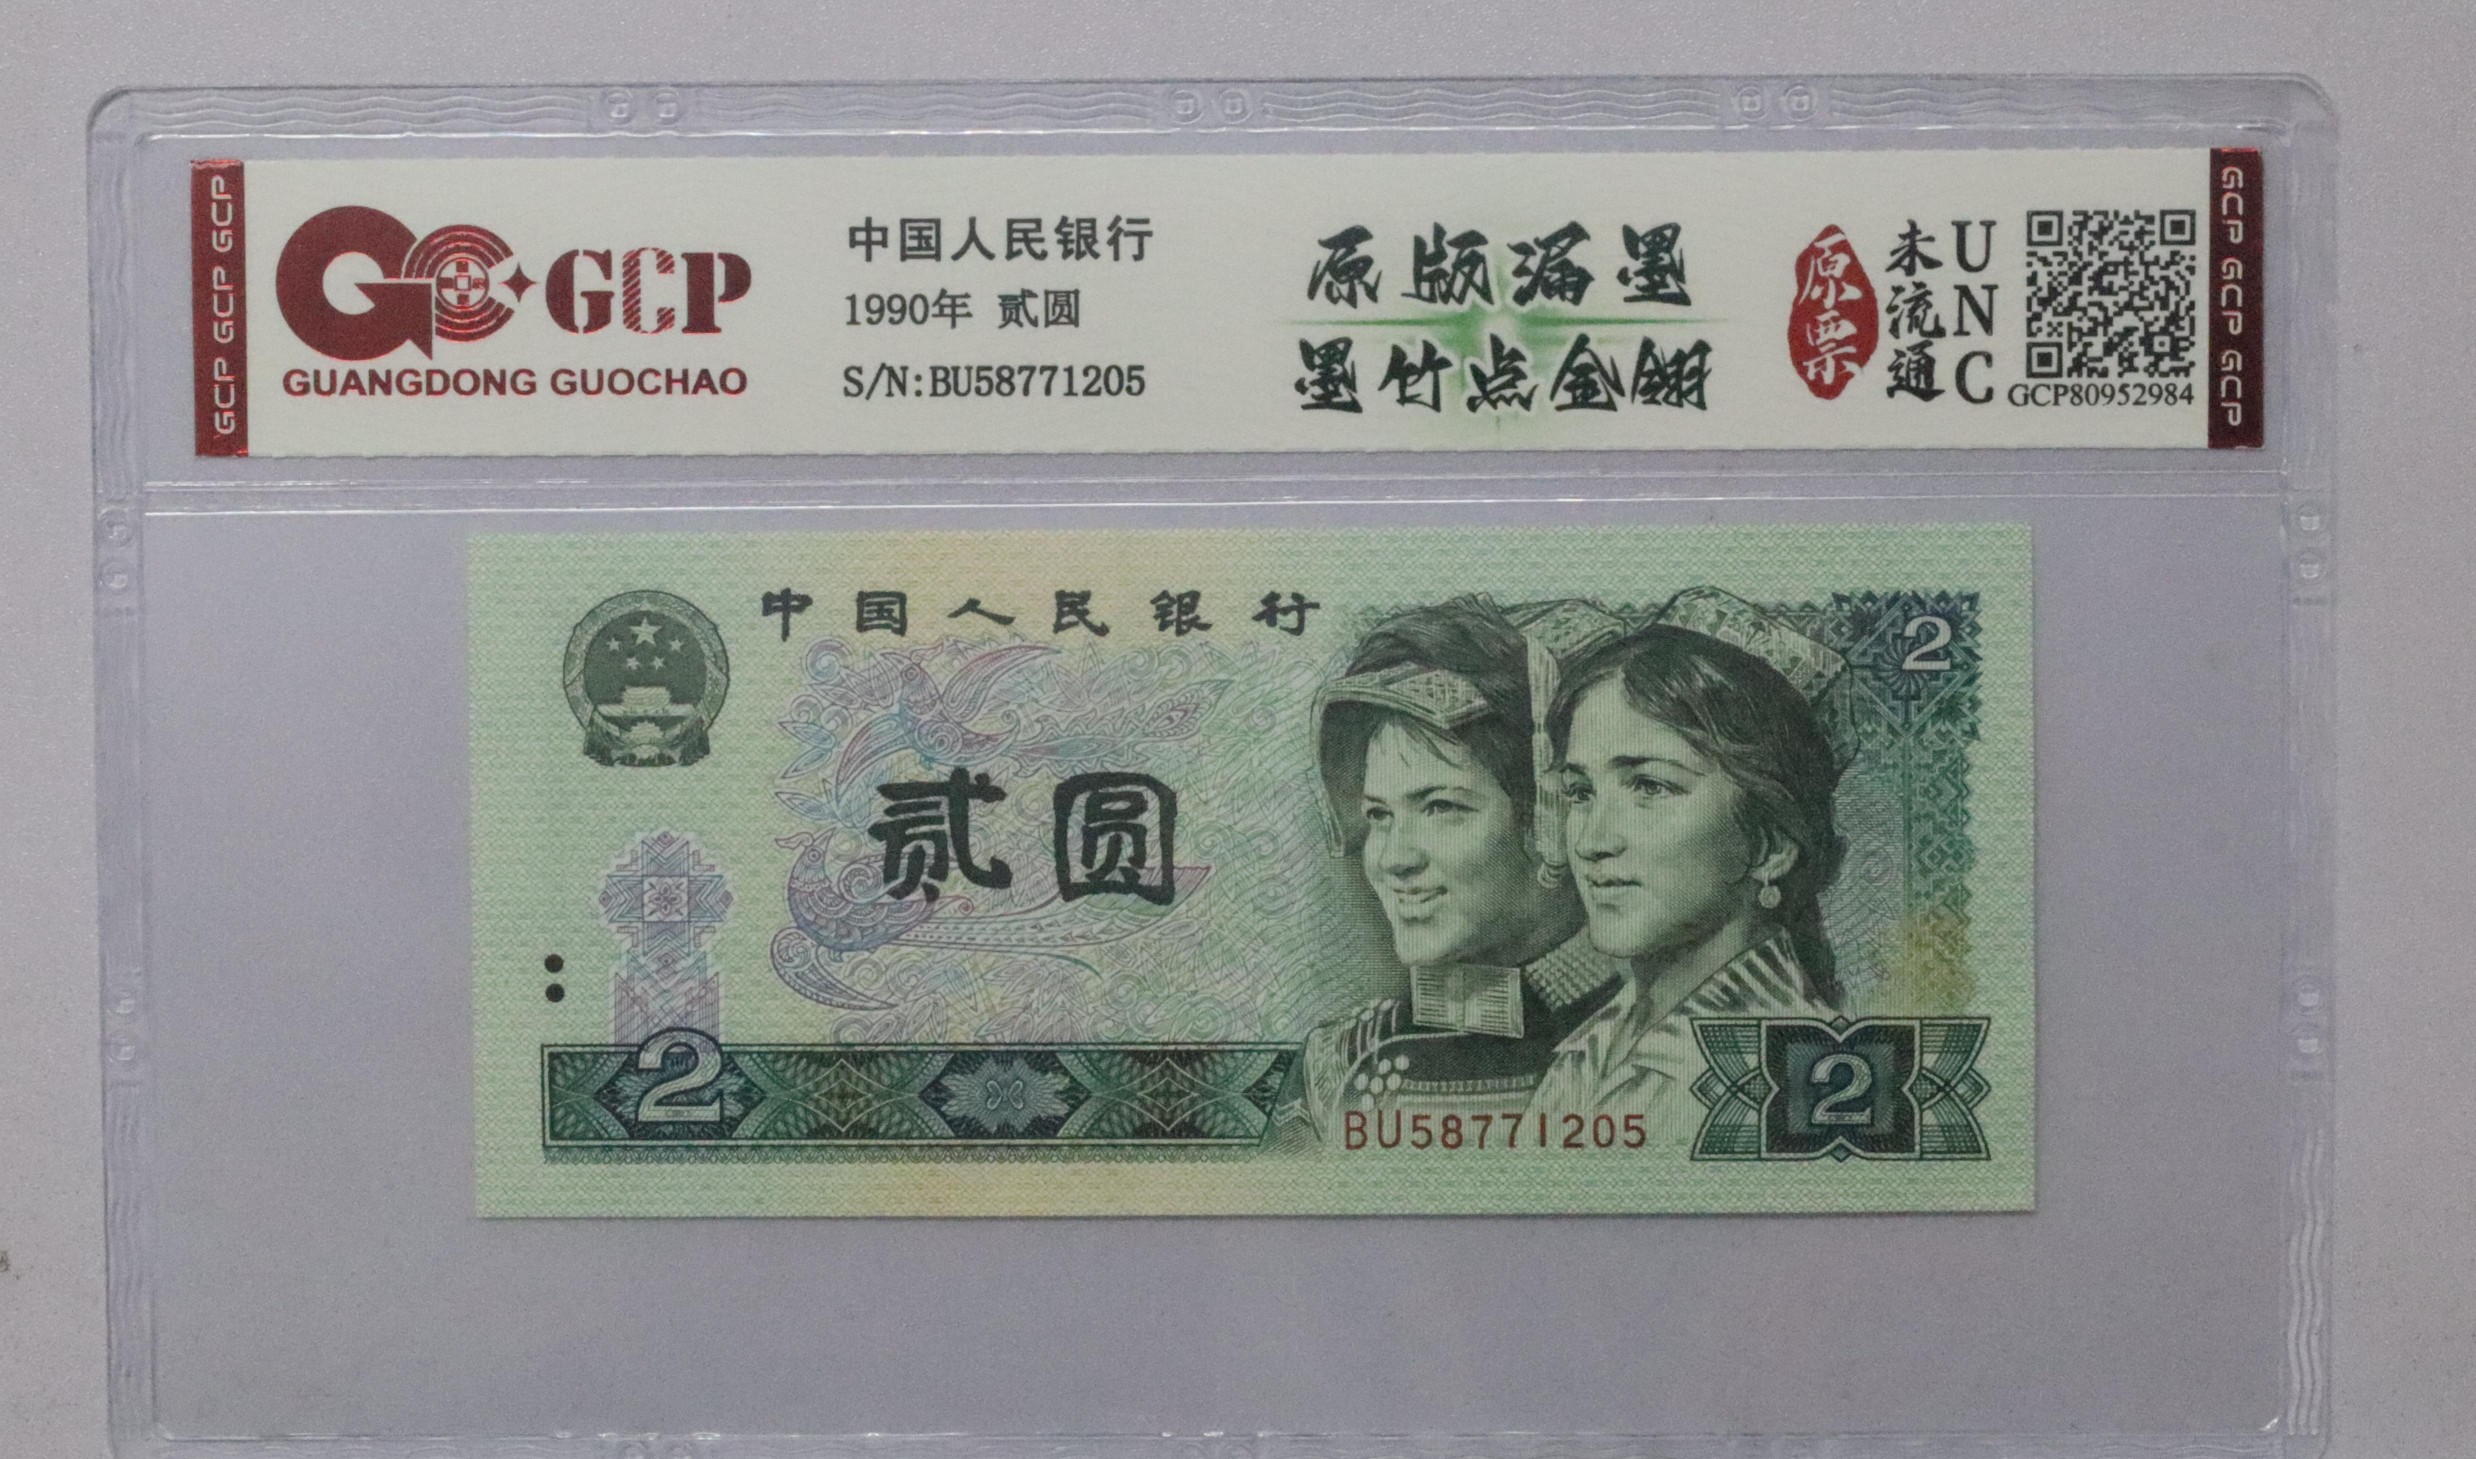 GCP GCP GCP
GCP
GUANGDONG GUOCHAO
中国人民银行
1990年 贰圆
S/N:BU58771205
原版漏墨
墨竹点金翎
原票
未流通
UNC
GCP80952984
GCP GCP GCP
中国人民银行
2
贰圆
2
BU58771205
2